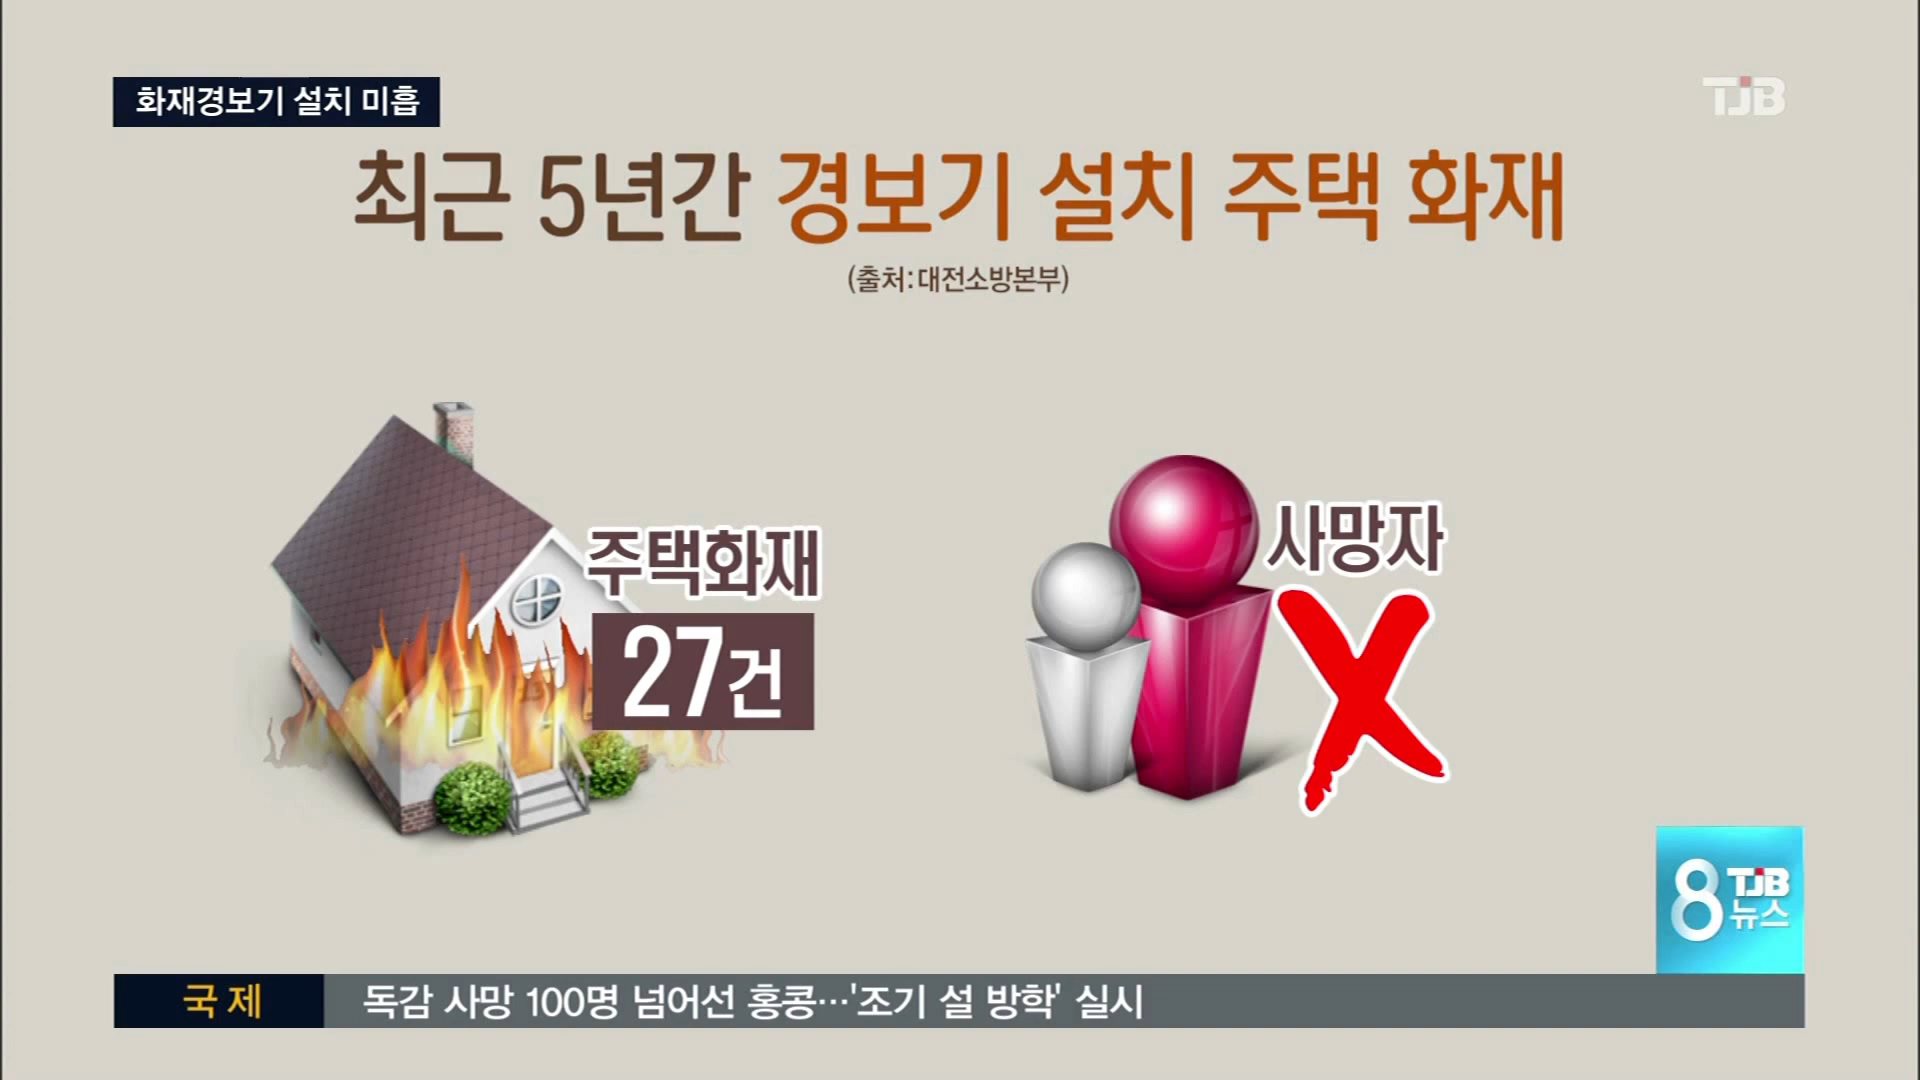 화재경보기 설치 미흡
TJB
최근 5년간 경보기 설치 주택 화재
(출처:대전소방본부)
주택화재
27건
사망자
X
8 TJB 뉴스
국제 독감 사망 100명 넘어선 홍콩…'조기 설 방학' 실시